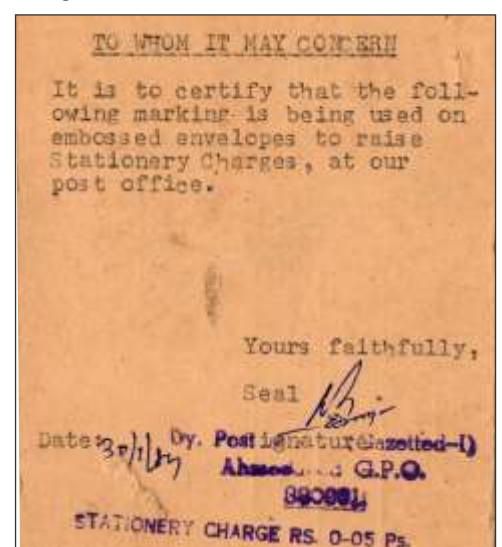 TO WHOM IT MAY CONCERN
It is to certify that the foll-
owing marking is being used on
embossed envelopes to raise
Stationery Charges, at our
post office.
Yours faithfully,
Seal
Date: Dy. Post ignature Gazetted-I)
G.P.O.
STATIONERY CHARGE RS. 0-05 Ps.